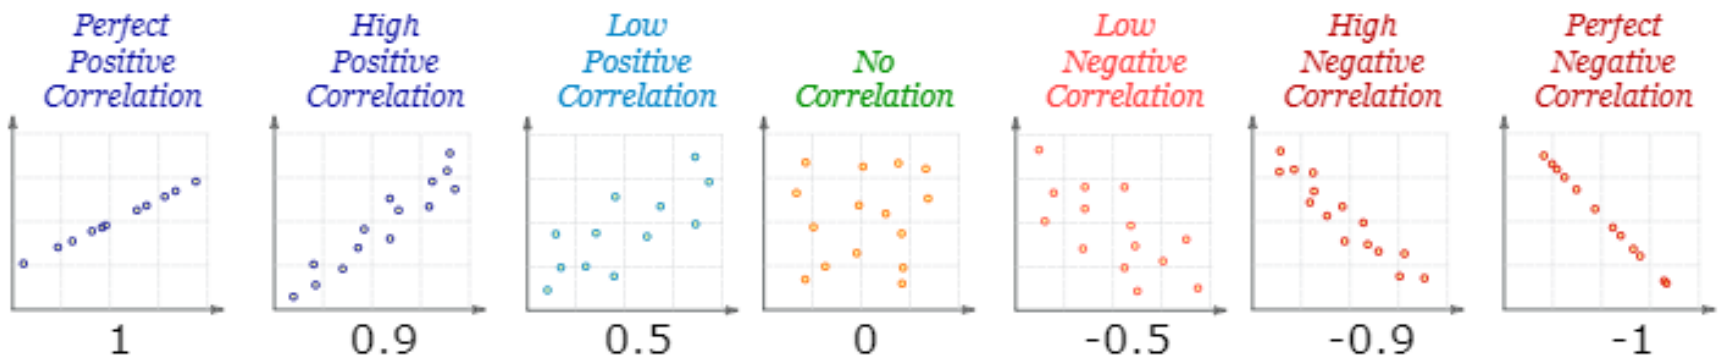 Perfect
Positive
Correlation
High
Positive
Correlation
Low
Positive
Correlation
No
Correlation
Low
Negative
Correlation
High
Negative
Correlation
Perfect
Negative
Correlation
1
0.9
0.5
0
-0.5
-0.9
-1